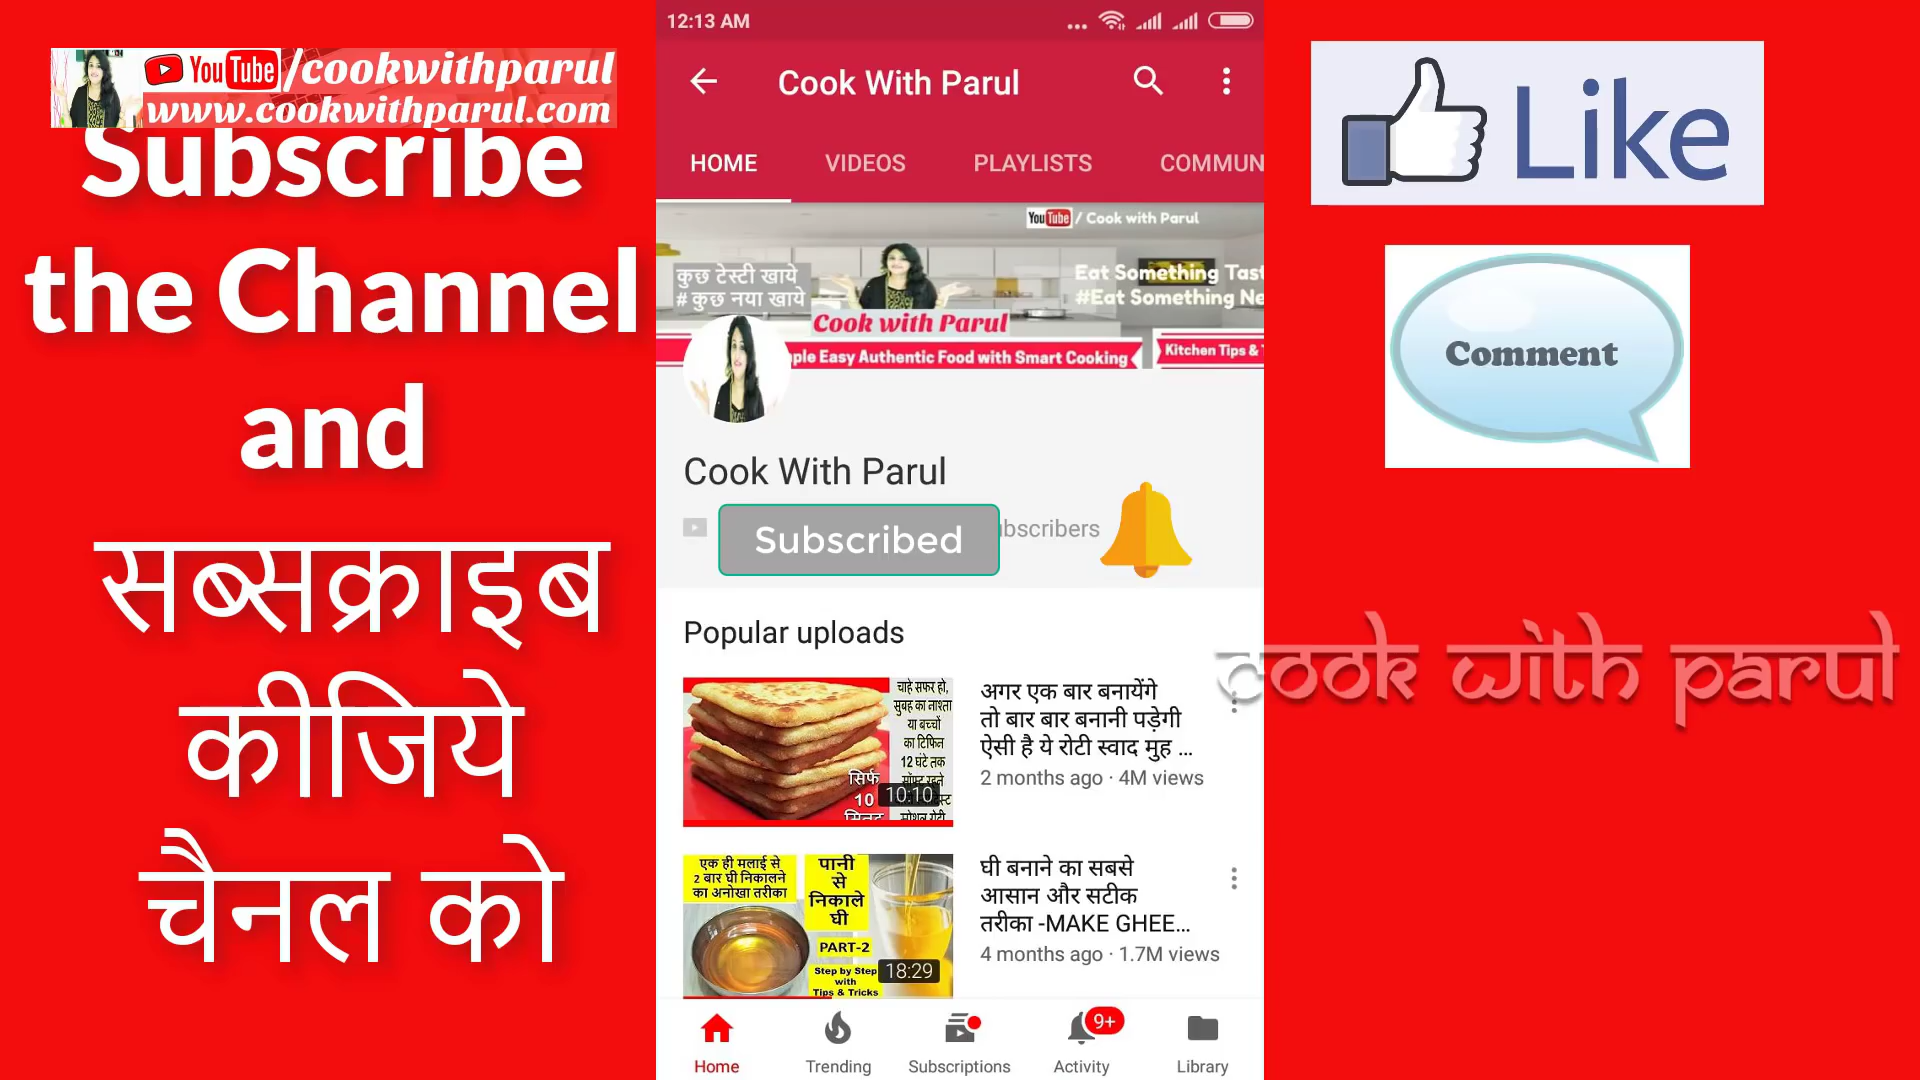 YouTube/cookwithparul
www.cookwithparul.com
Subscribe
the Channel
and
सब्सक्राइब
कीजिये
चैनल को
12:13 AM
Cook With Parul
HOME VIDEOS PLAYLISTS COMMUN
YouTube / Cook with Parul
कुछ टेस्टी खाये
# कुछ नया खाये
Eat Something Tast
#Eat Something Ne
Cook with Parul
ple Easy Authentic Food with Smart Cooking
Kitchen Tips &
Cook With Parul
Subscribed
bscribers
Popular uploads
चाहे सफर हो,
सुबह का नाश्ता
या बच्चों
का टिफिन
12 घंटे तक
सिर्फ
10
10:10
अगर एक बार बनायेंगे
तो बार बार बनानी पड़ेगी
ऐसी है ये रोटी स्वाद मुह ...
2 months ago · 4M views
एक ही मलाई से
2 बार घी निकालने
का अनोखा तरीका
पानी
से
निकाले
घी
PART-2
Step by Step
with
Tips & Tricks
18:29
घी बनाने का सबसे
आसान और सटीक
तरीका -MAKE GHEE...
4 months ago · 1.7M views
9+
Home Trending Subscriptions Activity Library
Like
Comment
COOK WITH PARUL